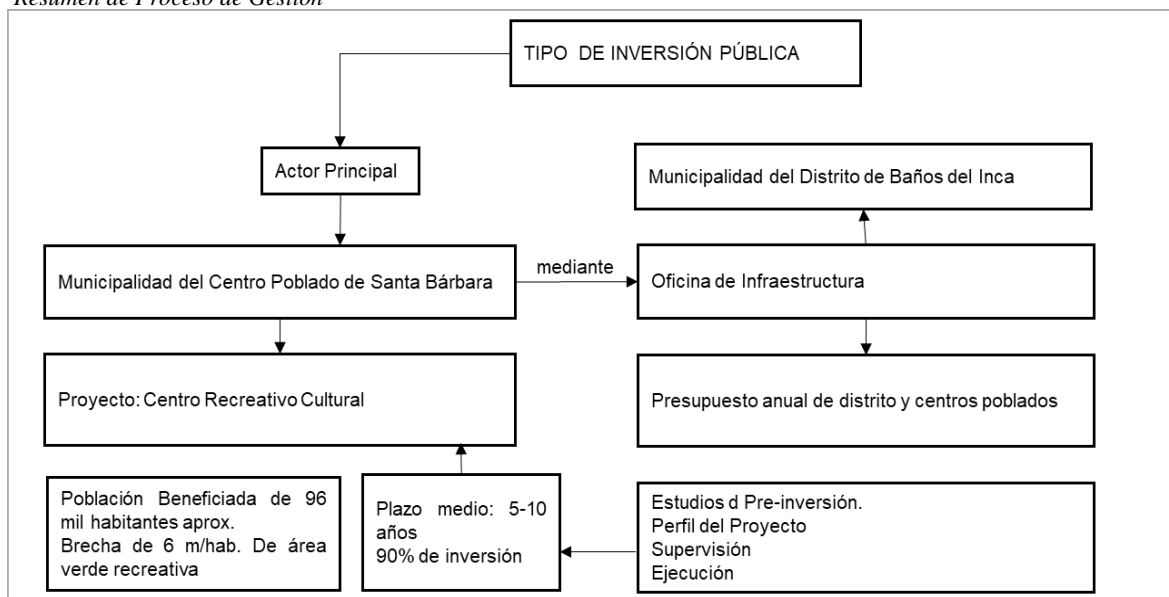 Resumen de Proceso de Gestión
TIPO DE INVERSIÓN PÚBLICA
Actor Principal
Municipalidad del Distrito de Baños del Inca
Municipalidad del Centro Poblado de Santa Bárbara
mediante
Oficina de Infraestructura
Proyecto: Centro Recreativo Cultural
Presupuesto anual de distrito y centros poblados
Población Beneficiada de 96
mil habitantes aprox.
Brecha de 6 m/hab. De área
verde recreativa
Plazo medio: 5-10
años
90% de inversión
Estudios d Pre-inversión.
Perfil del Proyecto
Supervisión
Ejecución